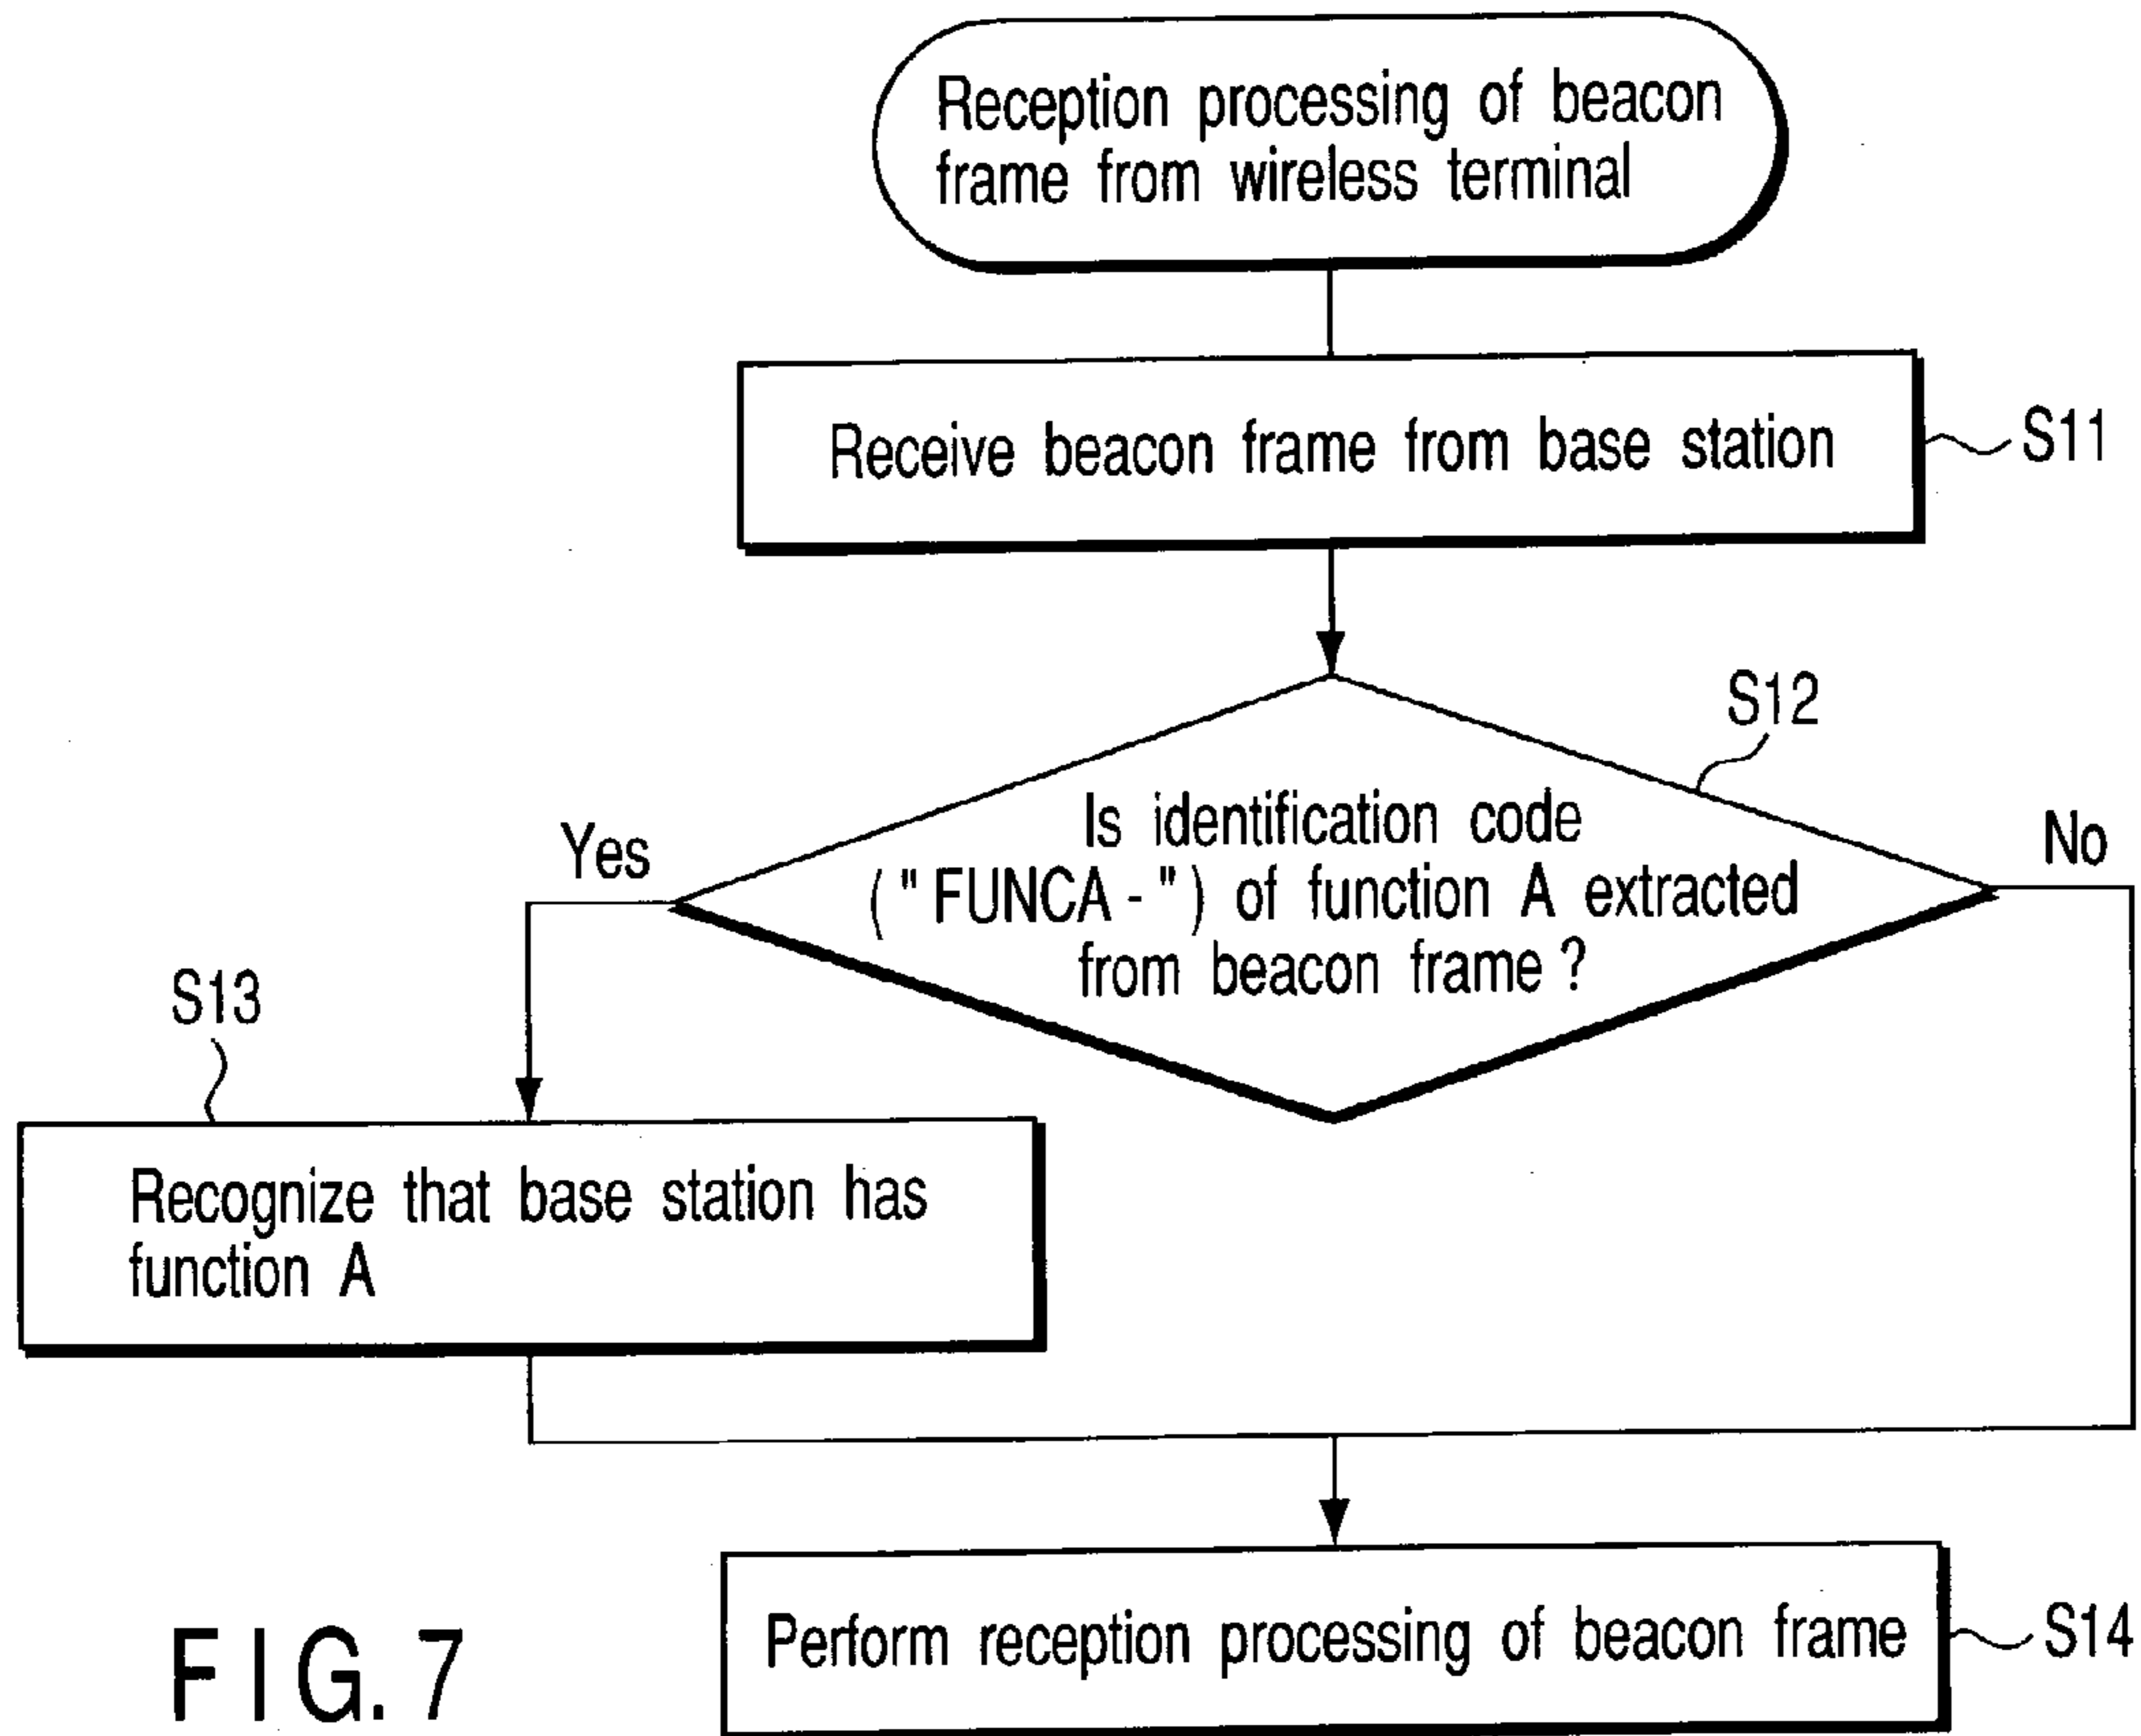 Reception processing of beacon
frame from wireless terminal
Receive beacon frame from base station
S11
S12
Is identification code
("FUNCA-") of function A extracted
from beacon frame?
Yes
No
S13
Recognize that base station has
function A
Perform reception processing of beacon frame
S14
FIG. 7